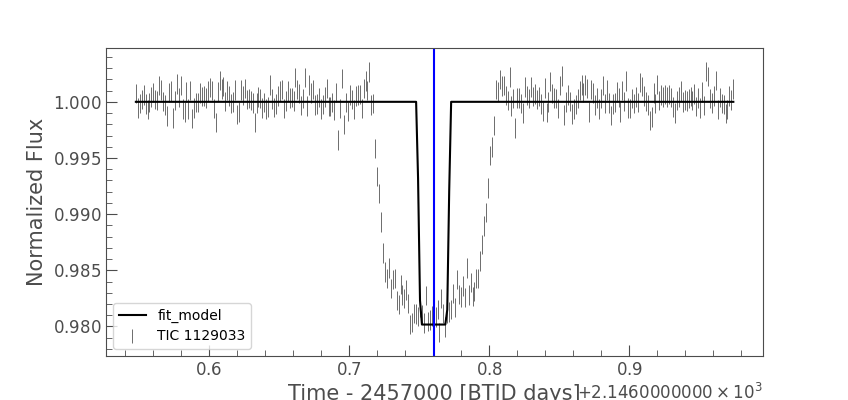 Normalized Flux
1.000
0.995
0.990
0.985
0.980
fit_model
TIC 1129033
0.6 0.7 0.8 0.9
Time - 2457000 [BTJD days]
+2.1460000000 × 10³